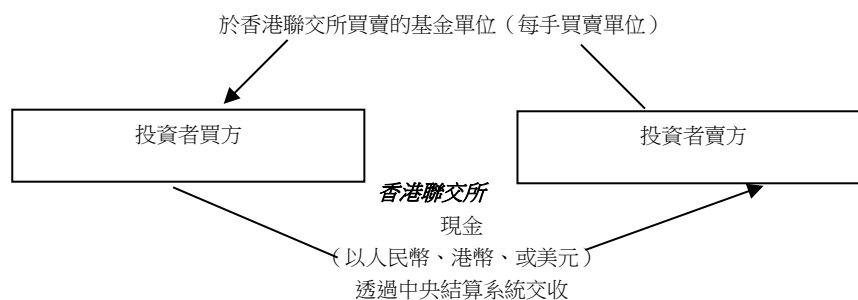 於香港聯交所買賣的基金單位（每手買賣單位）
投資者買方
投資者賣方
香港聯交所
現金
（以人民幣、港幣、或美元）
透過中央結算系統交收